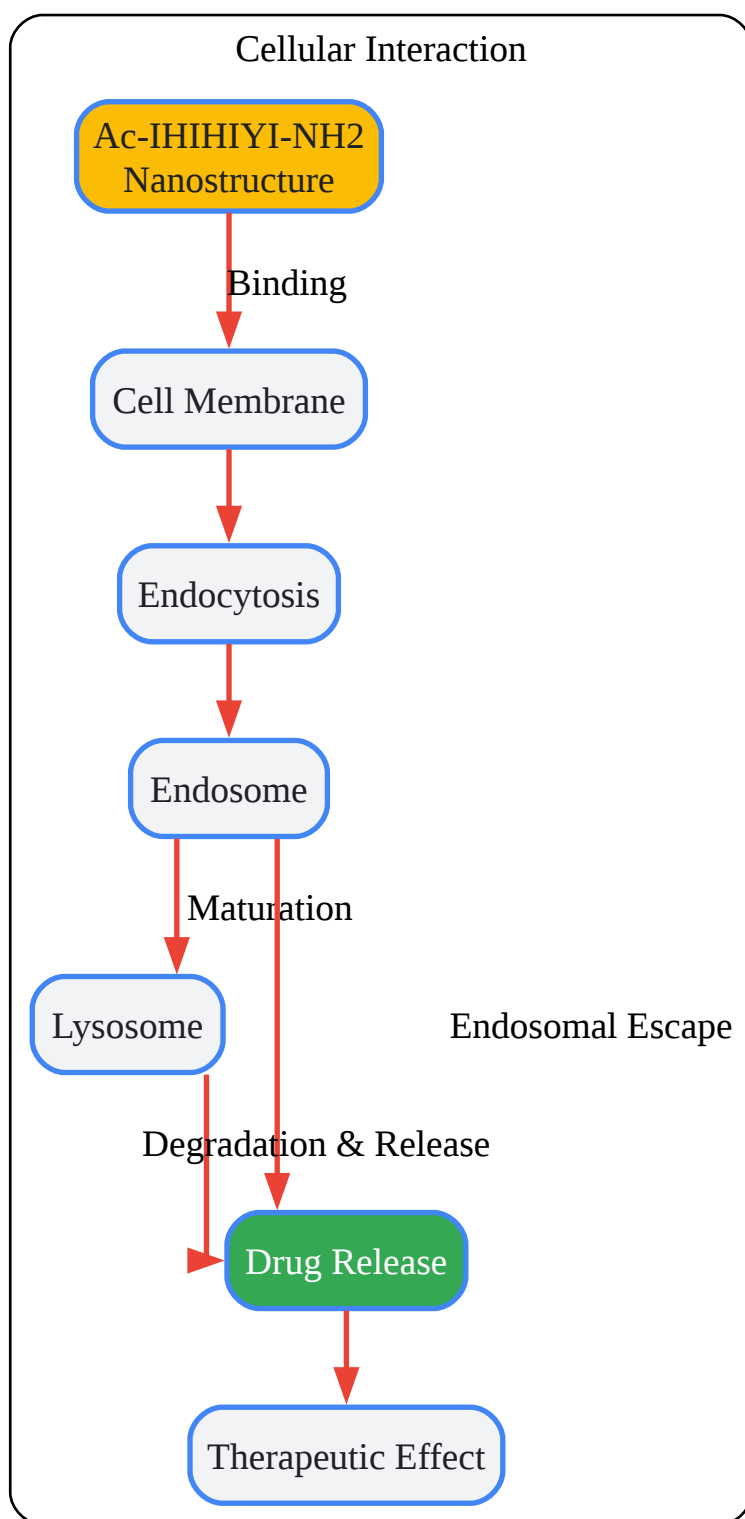 Cellular Interaction
Ac-IHIHIYI-NH2
Nanostructure
Binding
Cell Membrane
Endocytosis
Endosome
Maturation
Lysosome
Endosomal Escape
Degradation & Release
Drug Release
Therapeutic Effect